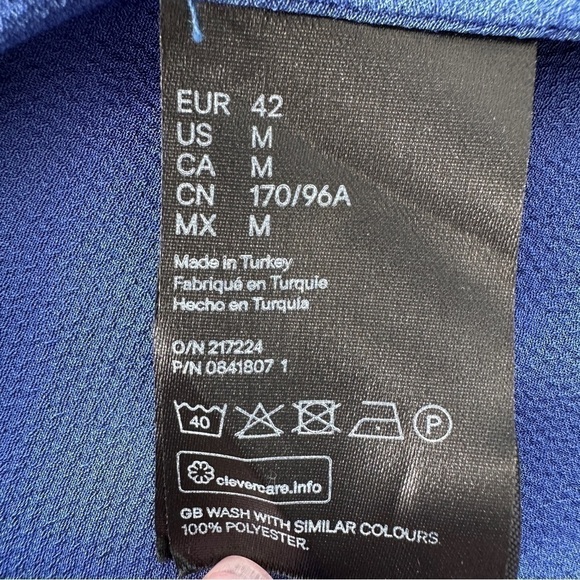 EUR 42
US M
CA M
CN 170/96A
MX M
Made in Turkey
Fabriqué en Turquie
Hecho en Turquía
O/N 217224
P/N 0841807 1
40 P
clevercare.info
GB WASH WITH SIMILAR COLOURS.
100% POLYESTER.